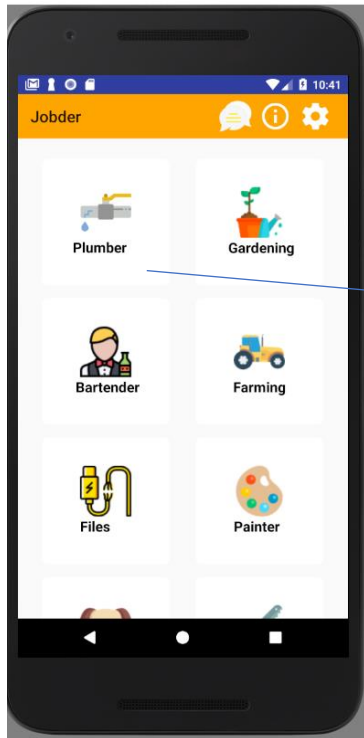 10:41
Jobder
Plumber
Gardening
Bartender
Farming
Files
Painter